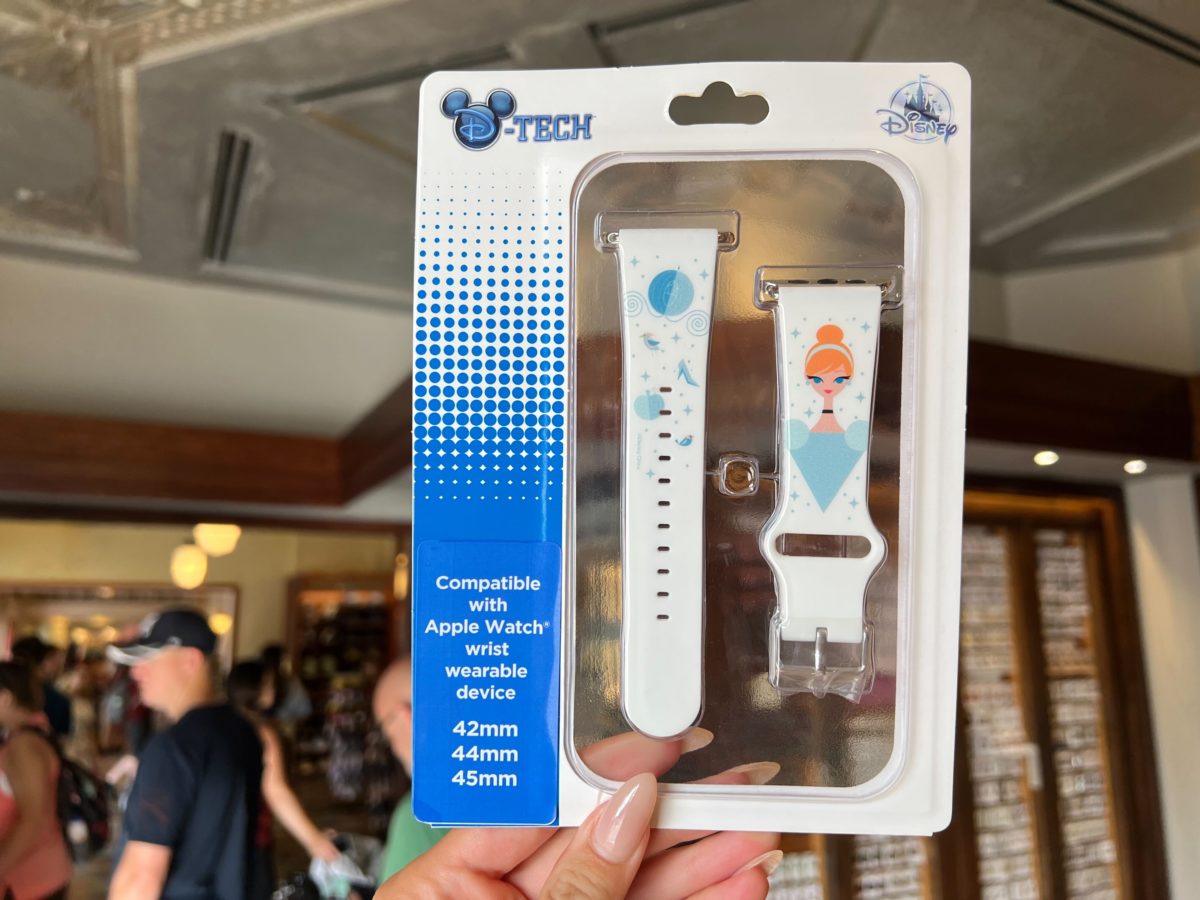 D-TECH
Disney
Compatible
with
Apple Watch®
wrist
wearable
device
42mm
44mm
45mm